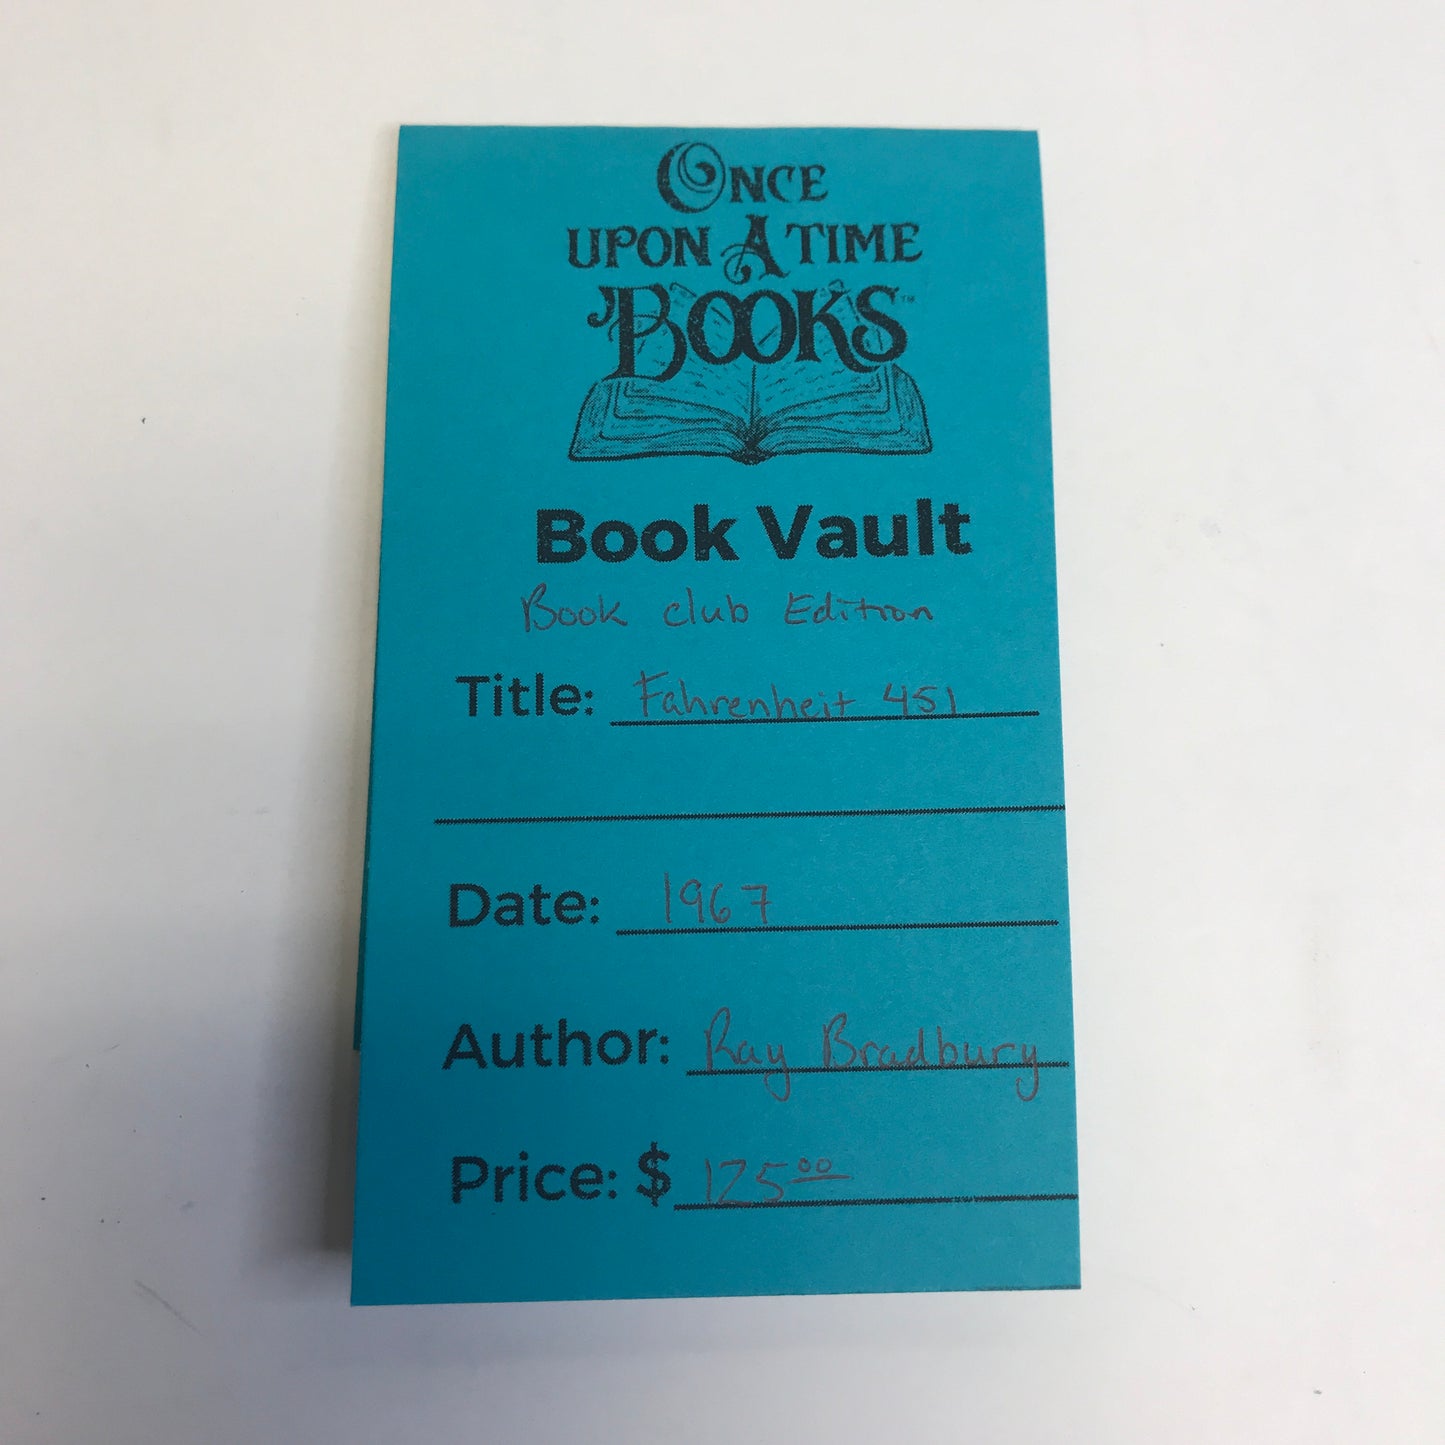 ONCE
UPON A TIME
BOOKS™
Book Vault
Book club Edition
Title: Fahrenheit 451
Date: 1967
Author: Ray Bradbury
Price: $ 125.00